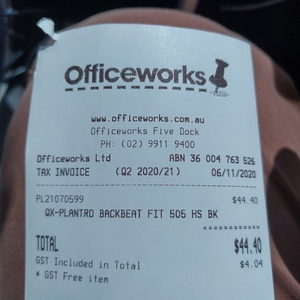 Officeworks
www.officeworks.com.au
Officeworks Five Dock
PH: (02) 9911 9400
Officeworks Ltd ABN 36 004 763 526
TAX INVOICE (Q2 2020/21) 06/11/2020
PL21070599 $44.40
QX-PLANTRO BACKBEAT FIT 505 HS BK
TOTAL $44.40
GST Included in Total $4.04
* GST Free item